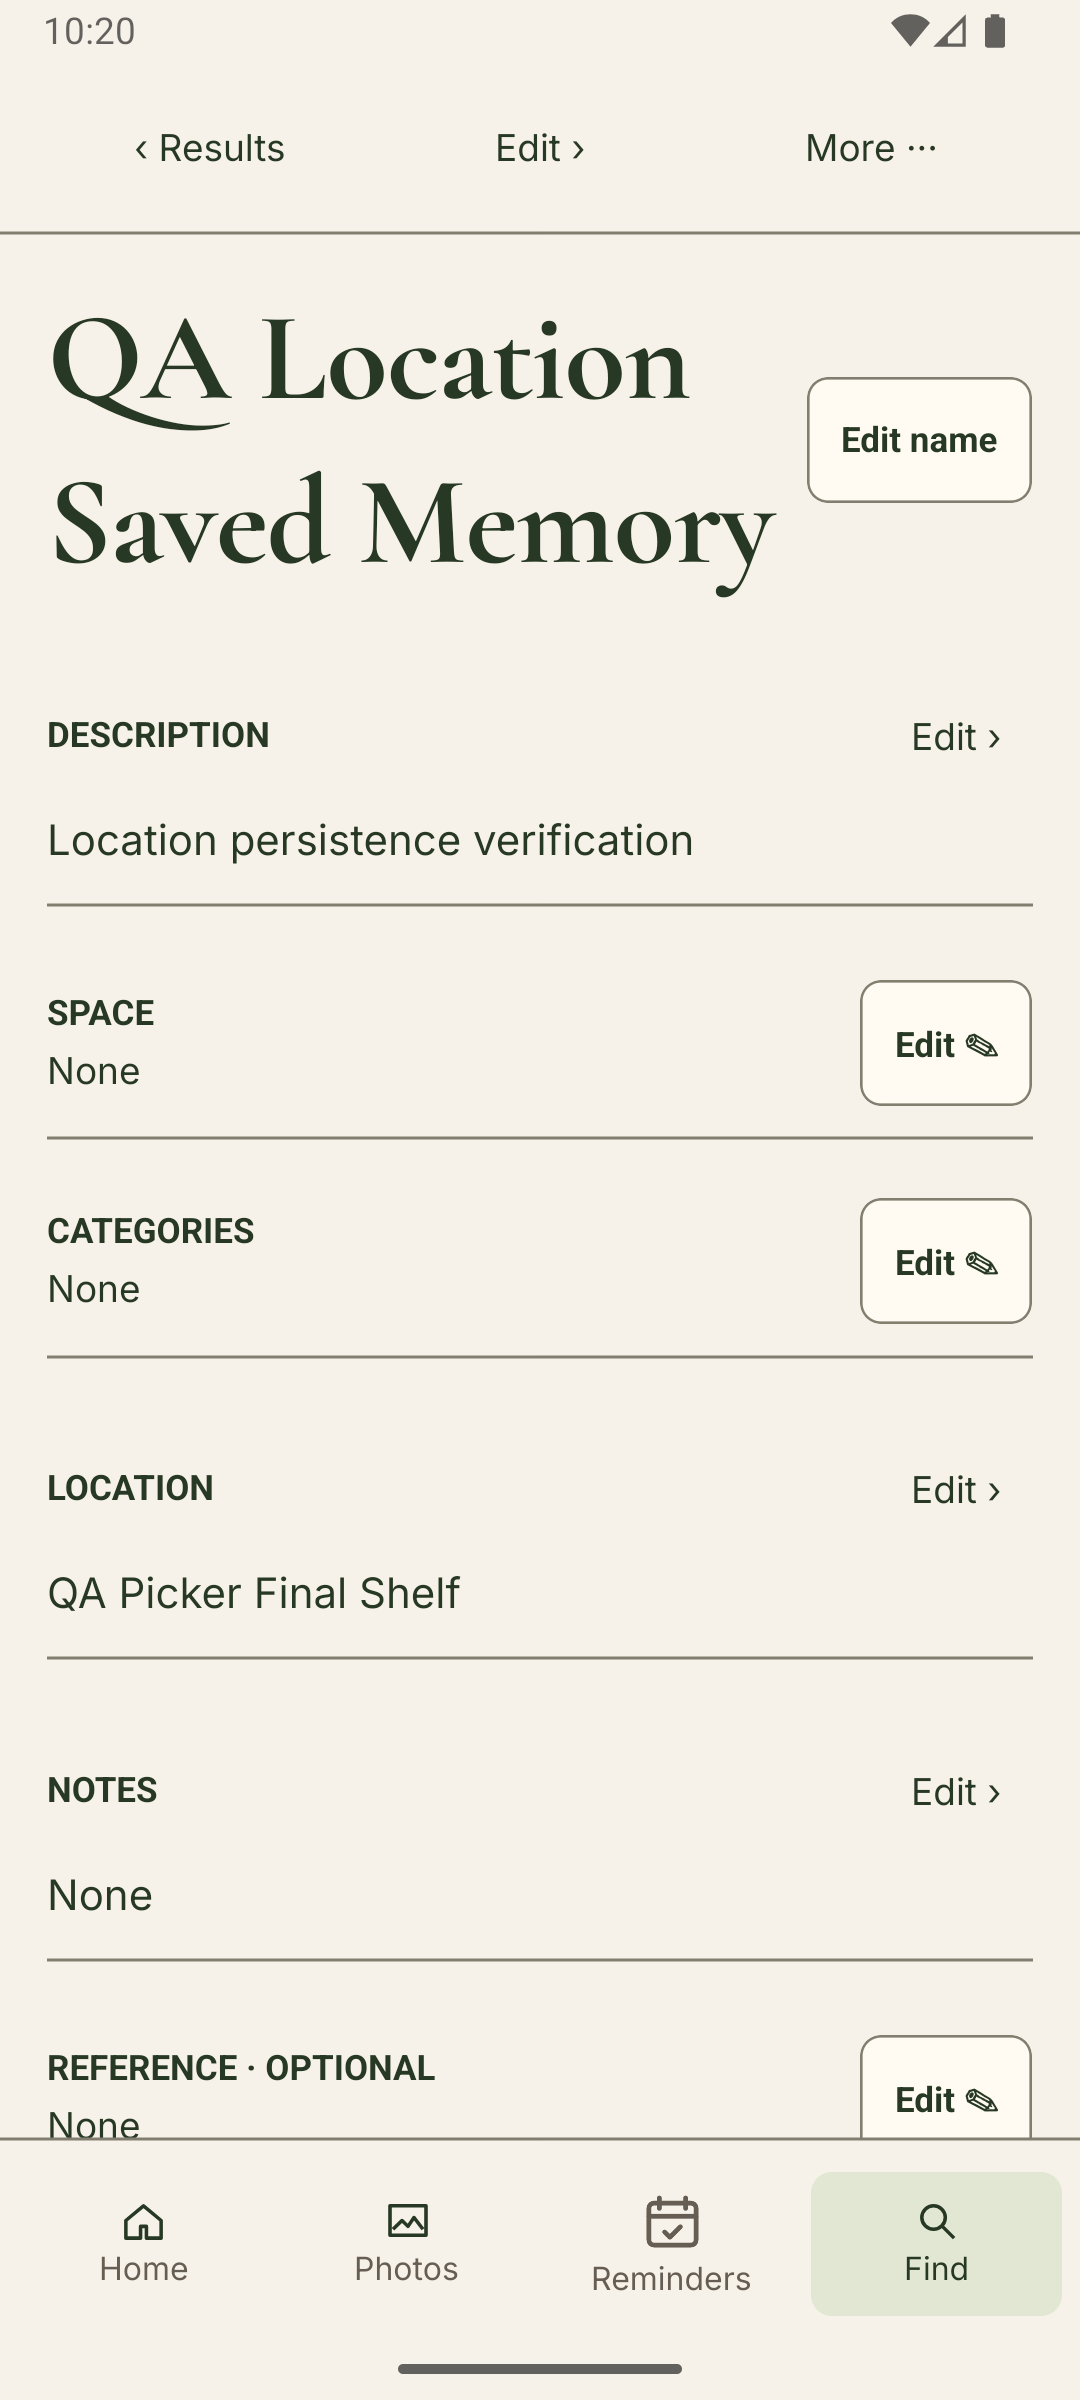 10:20
‹ Results
Edit ›
More ···
QA Location
Saved Memory
Edit name
DESCRIPTION
Edit ›
Location persistence verification
SPACE
None
Edit ✎
CATEGORIES
None
Edit ✎
LOCATION
Edit ›
QA Picker Final Shelf
NOTES
Edit ›
None
REFERENCE · OPTIONAL
None
Edit ✎
Home
Photos
Reminders
Find